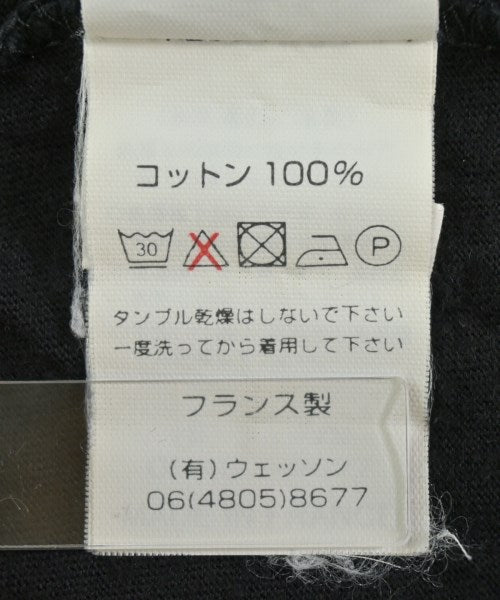 コットン 100%
30 P
タンブル乾燥はしないで下さい
一度洗ってから着用して下さい
フランス製
(有) ウェッソン
06(4805)8677